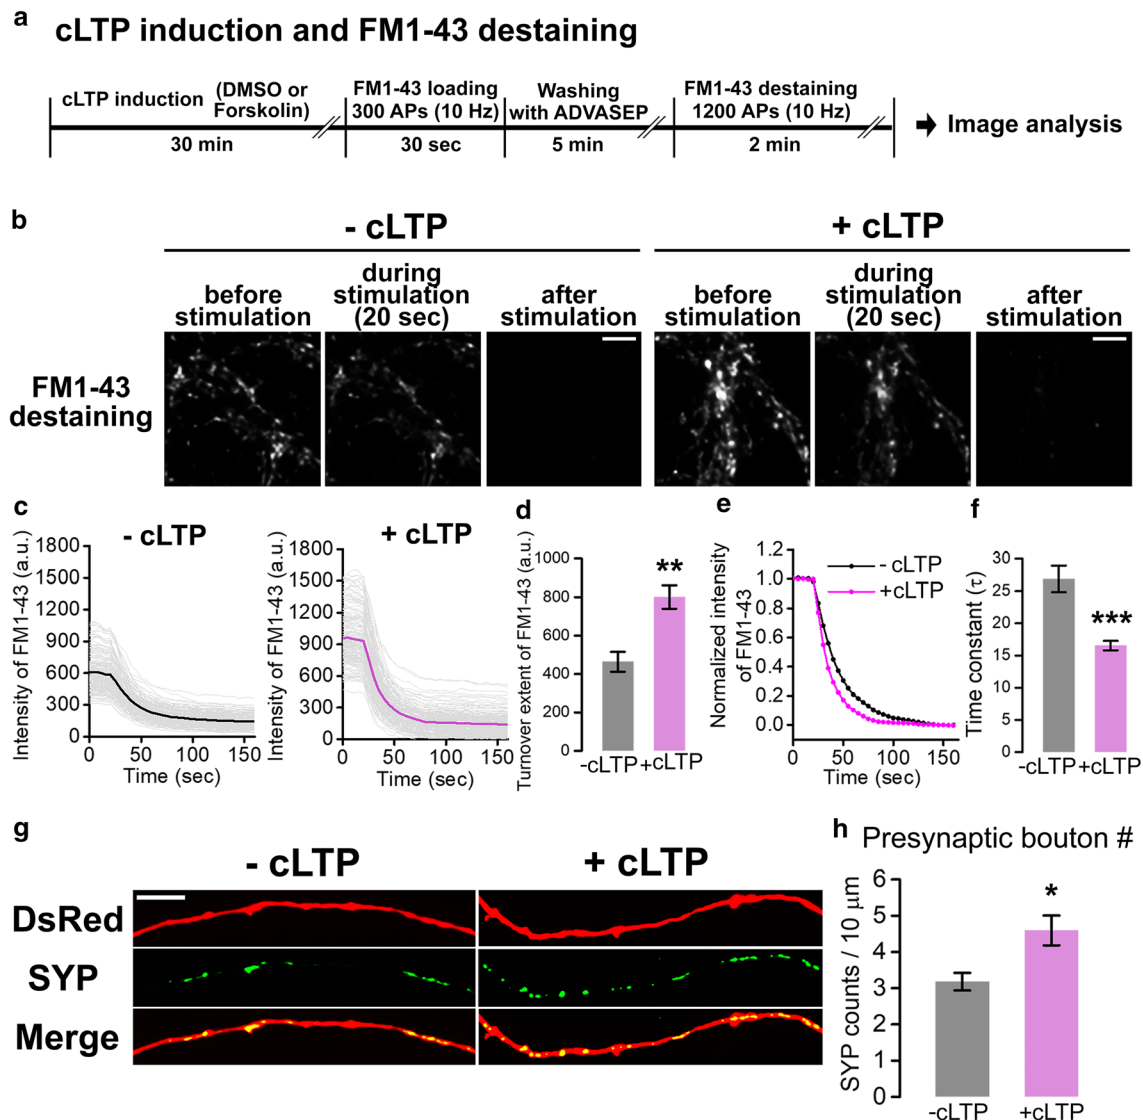 a
cLTP induction and FM1-43 destaining
cLTP induction
(DMSO or
Forskolin)
FM1-43 loading
300 APs (10 Hz)
Washing
with ADVASEP
FM1-43 destaining
1200 APs (10 Hz)
30 min
30 sec
5 min
2 min
Image analysis
b
- cLTP
+ cLTP
before
stimulation
during
stimulation
(20 sec)
after
stimulation
before
stimulation
during
stimulation
(20 sec)
after
stimulation
FM1-43
destaining
c
- cLTP
Intensity of FM1-43 (a.u.)
1800
1500
1200
900
600
300
0
0
50
100
150
Time (sec)
+ cLTP
Intensity of FM1-43 (a.u.)
1800
1500
1200
900
600
300
0
0
50
100
150
Time (sec)
d
Turnover extent of FM1-43 (a.u.)
1000
800
600
400
200
0
**
-cLTP
+cLTP
e
Normalized intensity
of FM1-43
1.2
1.0
0.8
0.6
0.4
0.2
0.0
- cLTP
+cLTP
0
50
100
150
Time (sec)
f
Time constant (τ)
30
25
20
15
10
5
0
***
-cLTP
+cLTP
g
- cLTP
+ cLTP
DsRed
SYP
Merge
h
Presynaptic bouton #
SYP counts / 10 µm
6
5
4
3
2
1
0
*
-cLTP
+cLTP